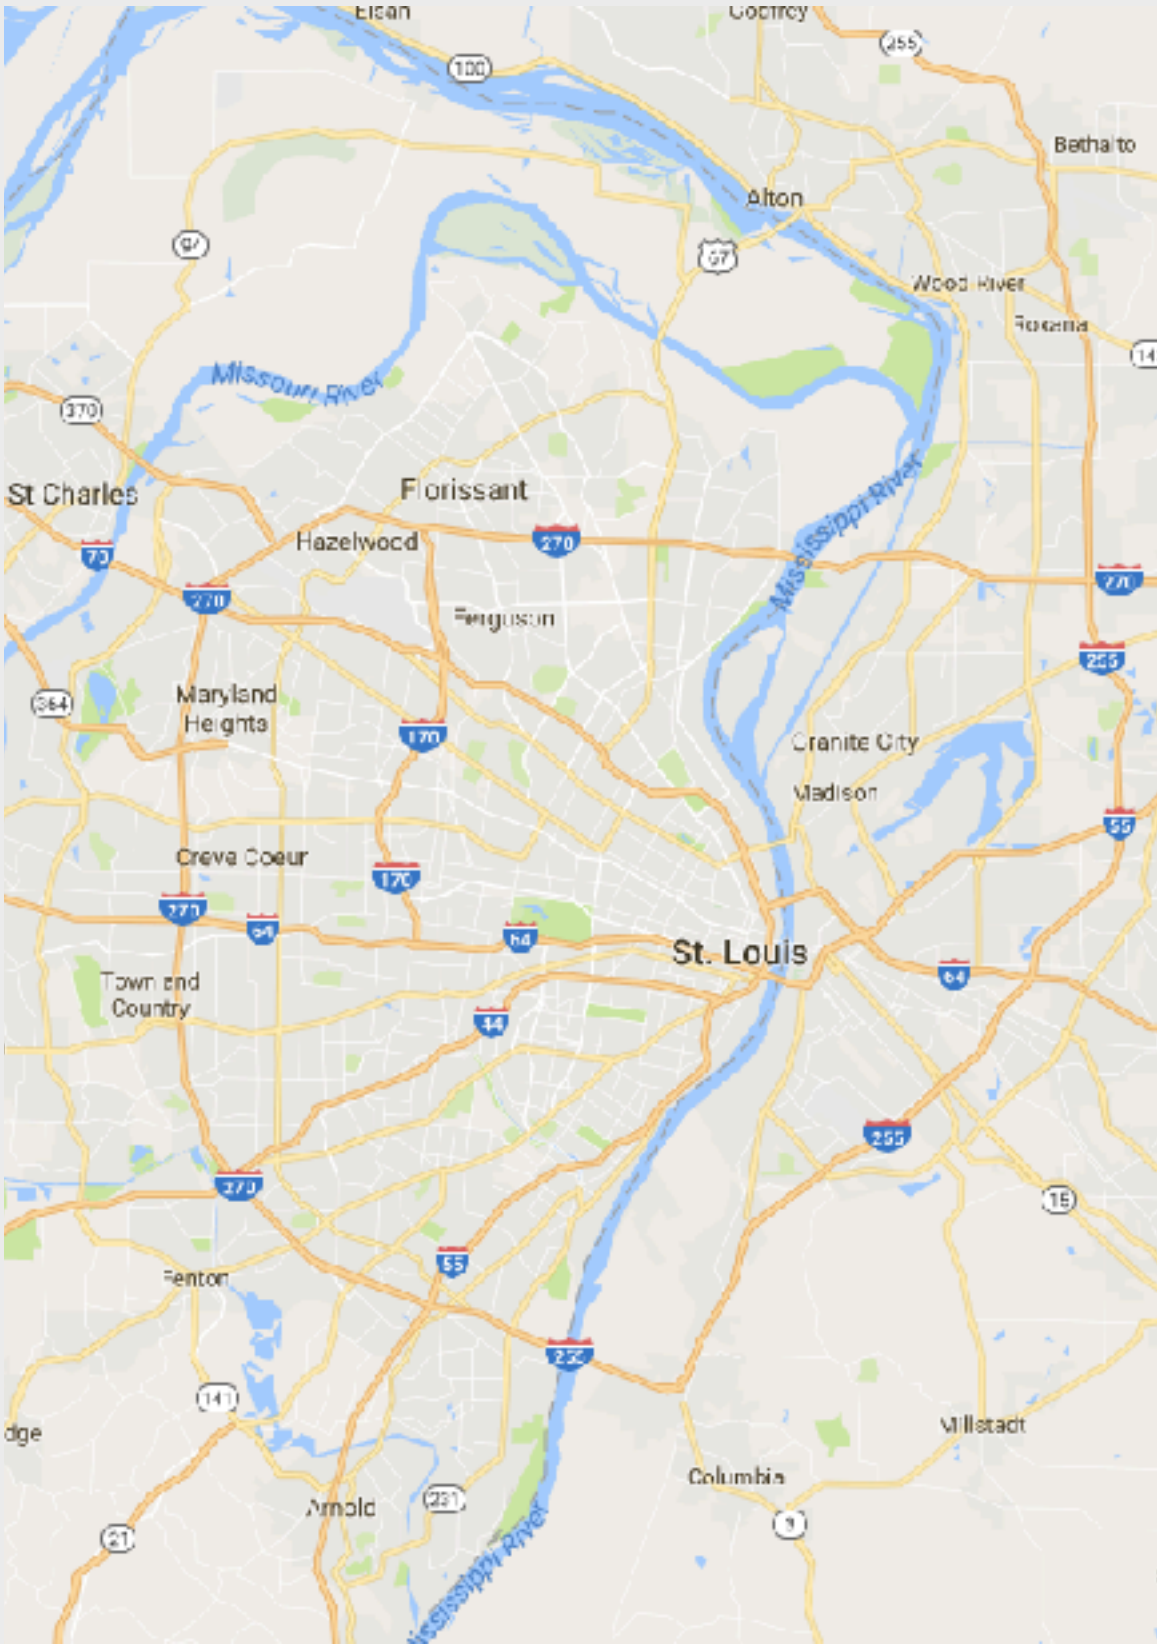 Elsah
Godfrey
255
100
Bethalto
Alton
67
Wood River
Roxana
Missouri River
370
St Charles
Florissant
Mississippi River
Hazelwood
270
70
270
270
Ferguson
255
364
Maryland
Heights
170
Granite City
Madison
55
Creve Coeur
170
270
64
64
St. Louis
64
Town and
Country
44
255
270
15
55
Fenton
255
141
dge
Millstadt
Columbia
Arnold
231
3
21
ississippi River